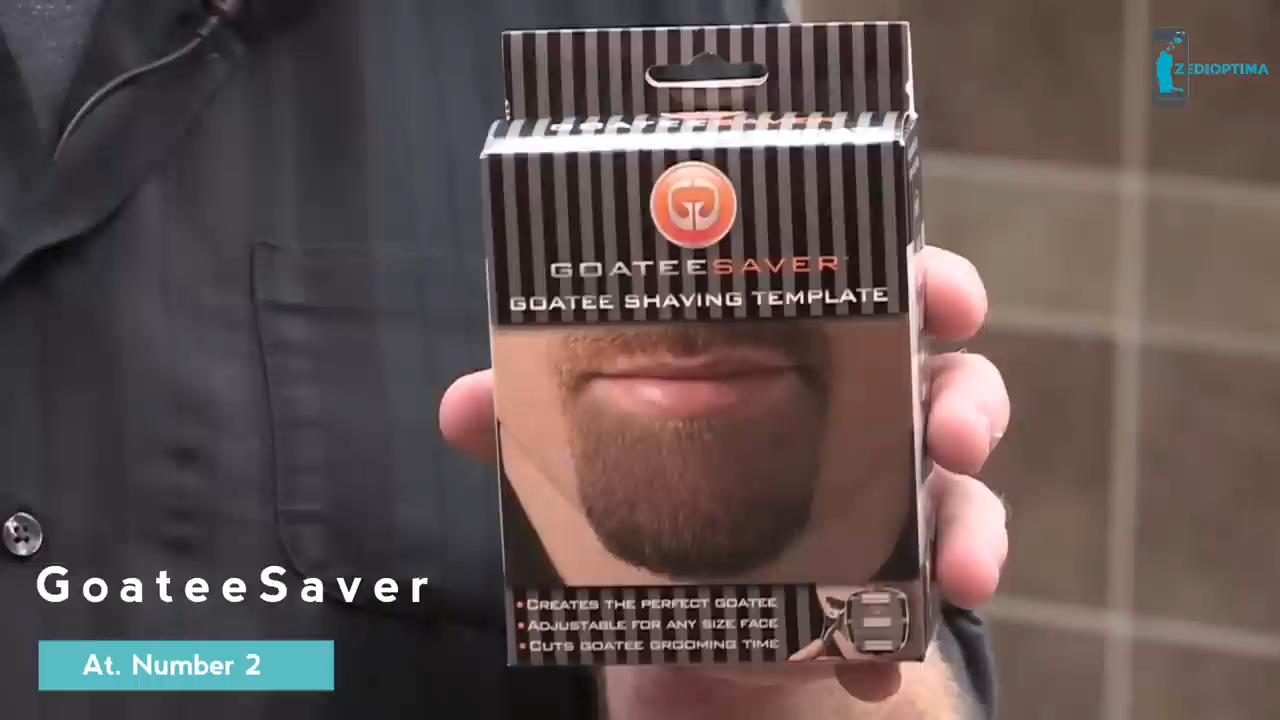 ZEDIOPTIMA
GOATEESAVER
GOATEE SHAVING TEMPLATE
• CREATES THE PERFECT GOATEE
• ADJUSTABLE FOR ANY SIZE FACE
• CUTS GOATEE GROOMING TIME
GoateeSaver
At. Number 2